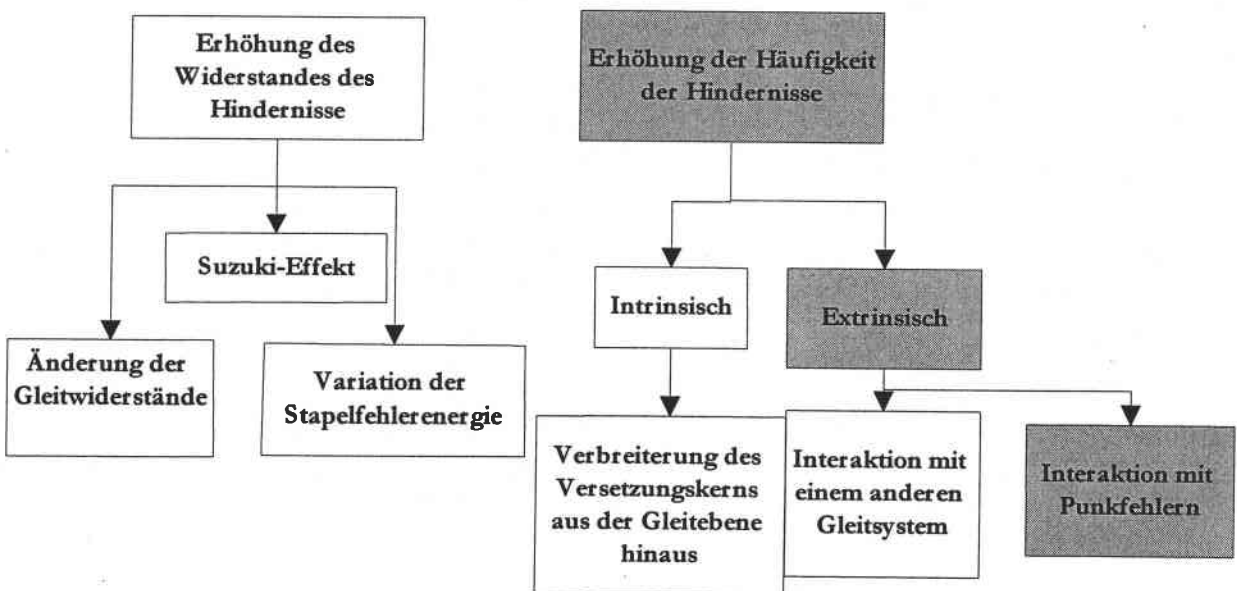 Erhöhung des
Widerstandes des
Hindernisse
Erhöhung der Häufigkeit
der Hindernisse
Suzuki-Effekt
Intrinsisch
Extrinsisch
Änderung der
Gleitwiderstände
Variation der
Stapelfehlerenergie
Verbreiterung des
Versetzungskerns
aus der Gleitebene
hinaus
Interaktion mit
einem anderen
Gleitsystem
Interaktion mit
Punkfehlern